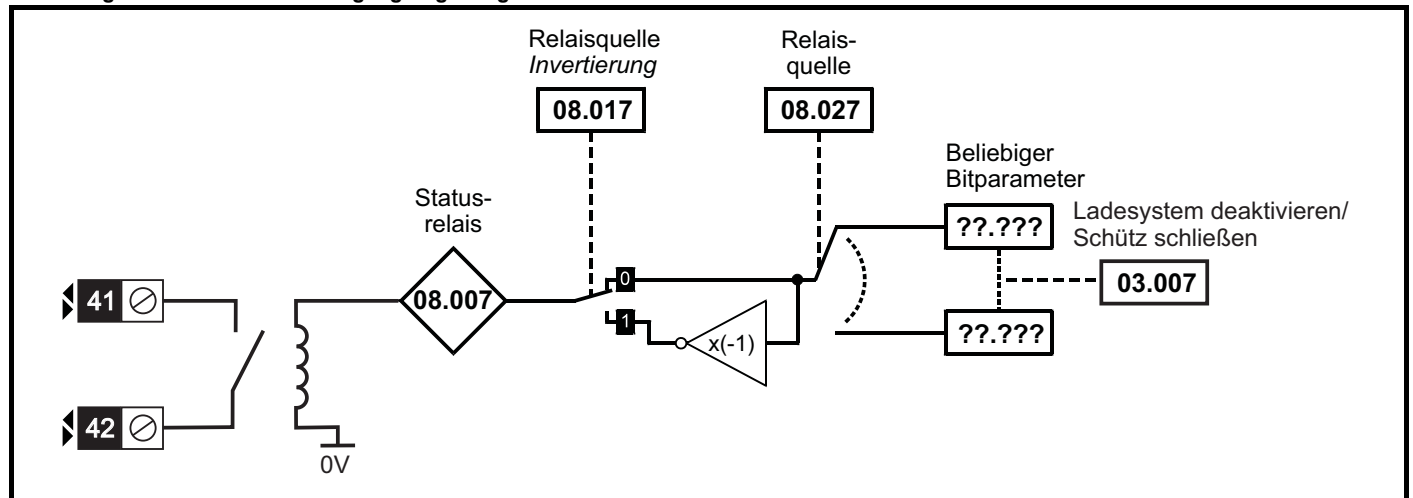 Relaisquelle
Invertierung
08.017
Relais-
quelle
08.027
Beliebiger
Bitparameter
??.???
Ladesystem deaktivieren/
Schütz schließen
03.007
??.???
Status-
relais
08.007
0
1
x(-1)
41
42
0V